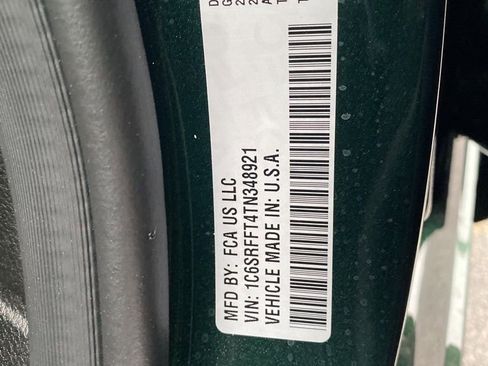 MFD BY: FCA US LLC
VIN: 1C6SRFFT4TN348921
VEHICLE MADE IN: U.S.A.